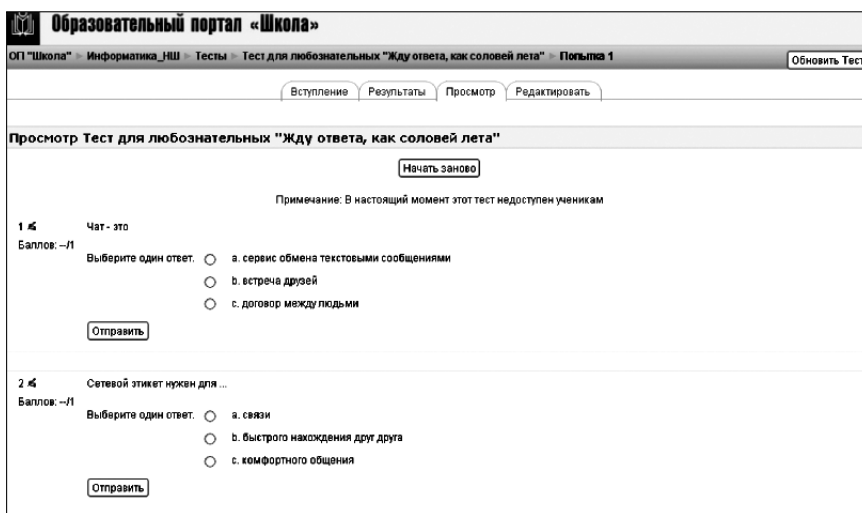 Образовательный портал «Школа»
ОП "Школа" ► Информатика_НШ ► Тесты ► Тест для любознательных "Жду ответа, как соловей лета" ► Попытка 1
Обновить Тест
Вступление Результаты Просмотр Редактировать
Просмотр Тест для любознательных "Жду ответа, как соловей лета"
Начать заново
Примечание: В настоящий момент этот тест недоступен ученикам
1 Чат - это
Баллов: --/1
Выберите один ответ. a. сервис обмена текстовыми сообщениями
b. встреча друзей
c. договор между людьми
Отправить
2 Сетевой этикет нужен для ...
Баллов: --/1
Выберите один ответ. a. связи
b. быстрого нахождения друг друга
c. комфортного общения
Отправить